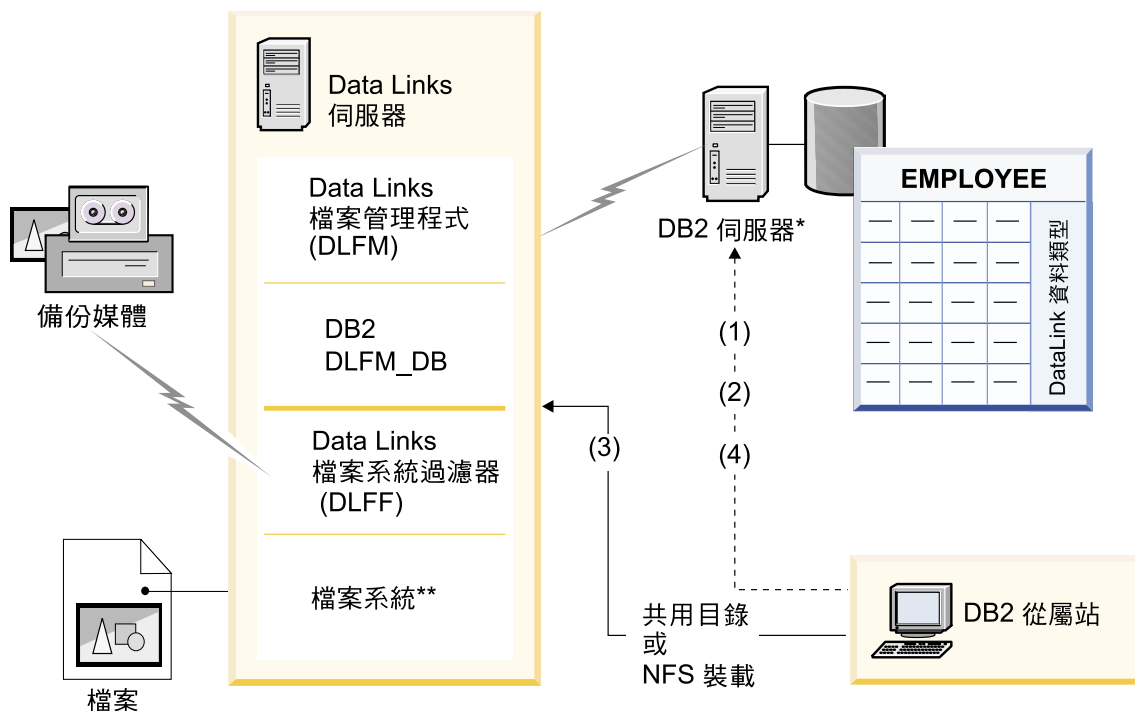 Data Links
伺服器
Data Links
檔案管理程式
(DLFM)
DB2
DLFM_DB
Data Links
檔案系統過濾器
(DLFF)
檔案系統**
備份媒體
檔案
DB2 伺服器*
EMPLOYEE
DataLink 資料類型
(1)
(2)
(3)
(4)
共用目錄
或
NFS 裝載
DB2 從屬站